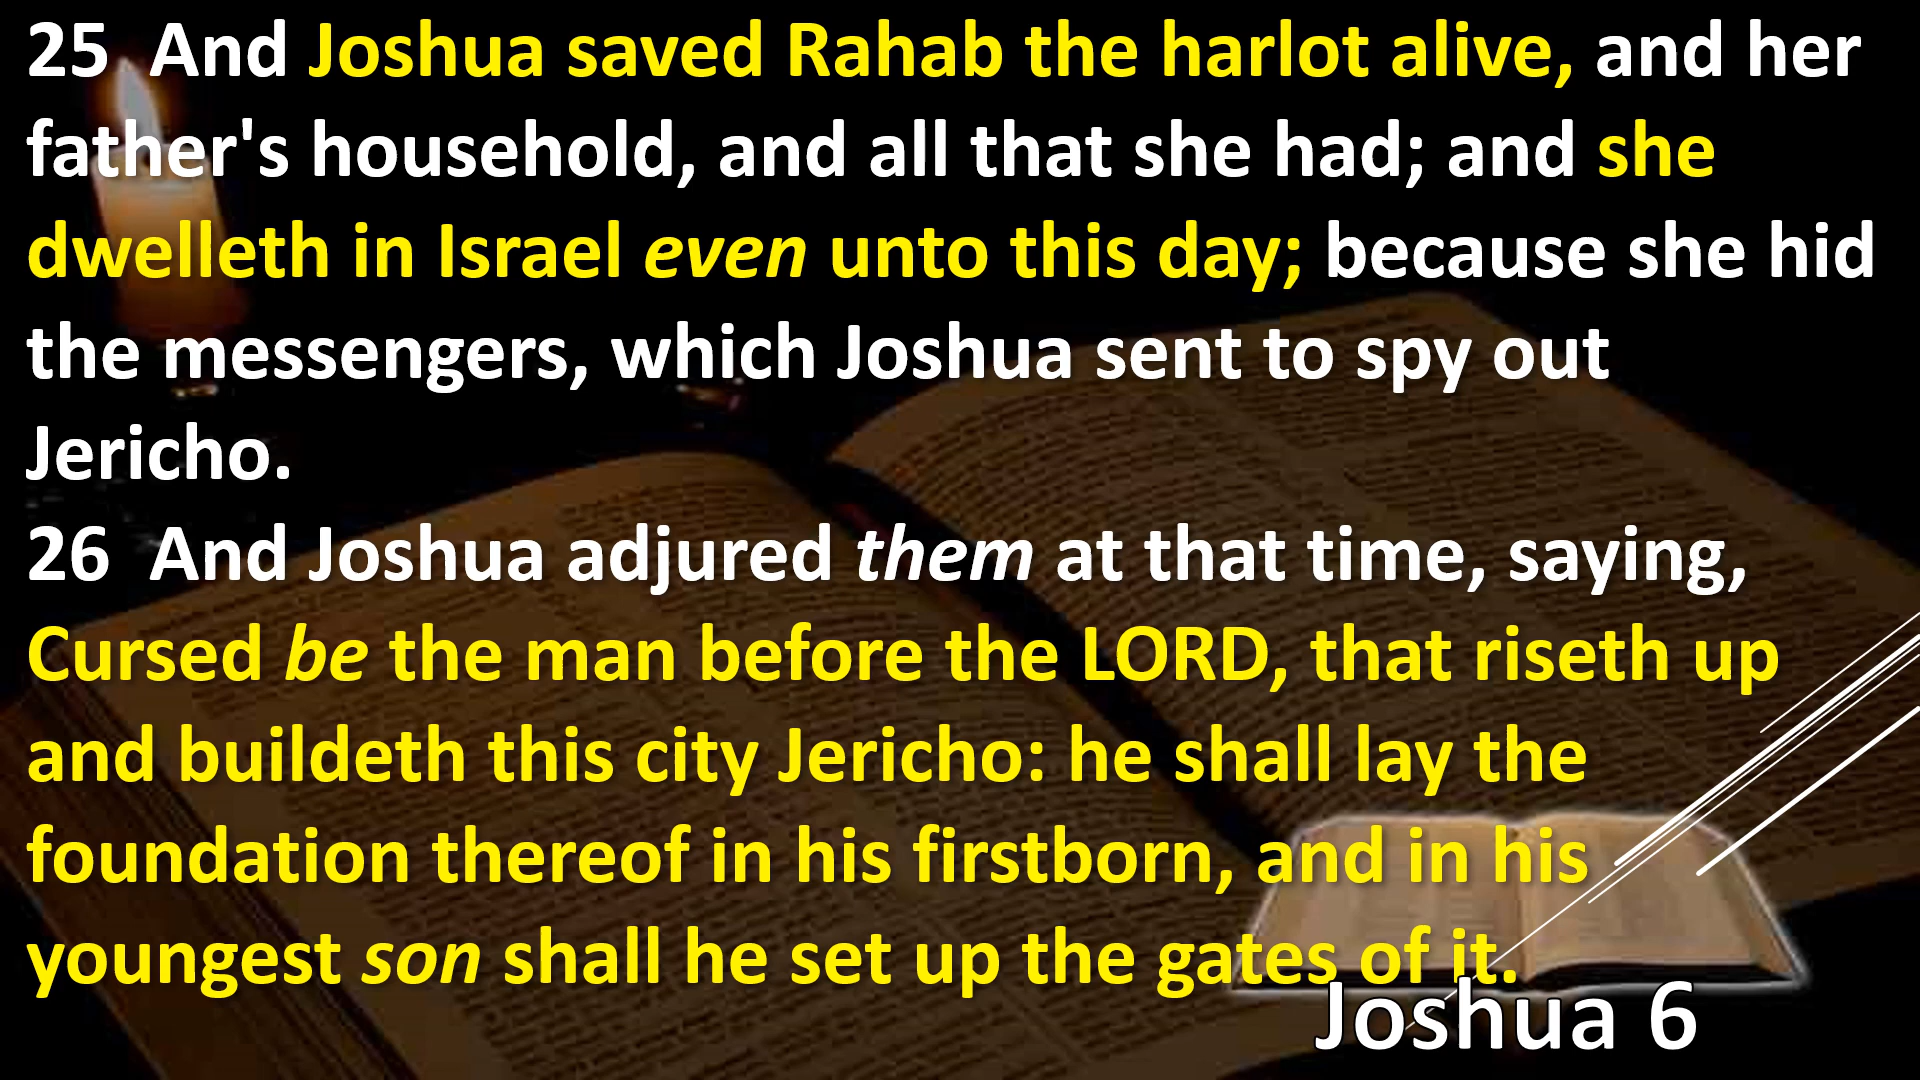 25 And Joshua saved Rahab the harlot alive, and her
father's household, and all that she had; and she
dwelleth in Israel even unto this day; because she hid
the messengers, which Joshua sent to spy out
Jericho.
26 And Joshua adjured them at that time, saying,
Cursed be the man before the LORD, that riseth up
and buildeth this city Jericho: he shall lay the
foundation thereof in his firstborn, and in his
youngest son shall he set up the gates of it.
Joshua 6